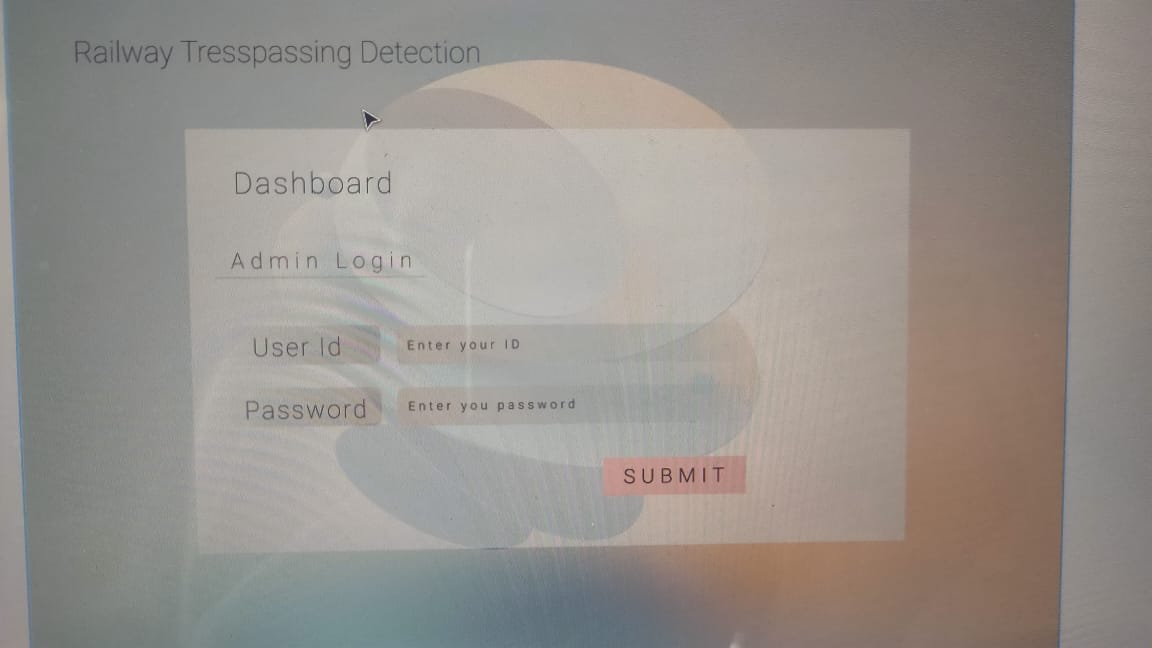 Railway Tresspassing Detection
Dashboard
Admin Login
User Id
Enter your ID
Password
Enter you password
SUBMIT